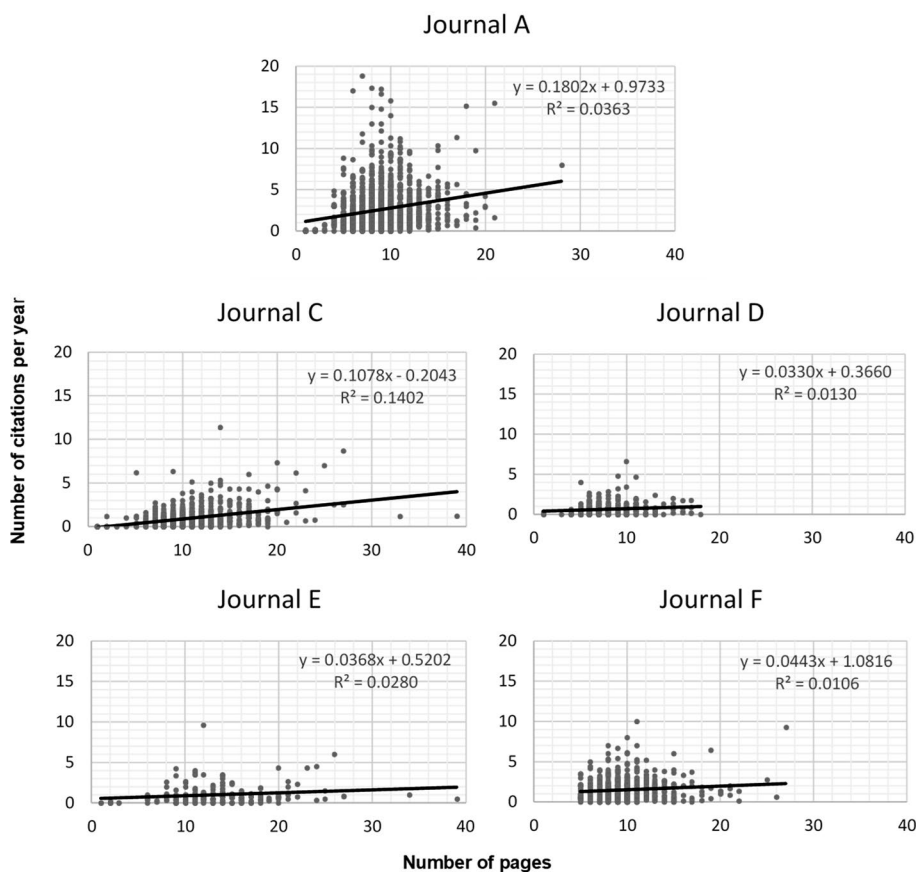 Journal A
20
15
10
5
0
y = 0.1802x + 0.9733
R² = 0.0363
0 10 20 30 40
Number of citations per year
Journal C
20
15
10
5
0
y = 0.1078x - 0.2043
R² = 0.1402
0 10 20 30 40
Journal D
20
15
10
5
0
y = 0.0330x + 0.3660
R² = 0.0130
0 10 20 30 40
Journal E
20
15
10
5
0
y = 0.0368x + 0.5202
R² = 0.0280
0 10 20 30 40
Journal F
20
15
10
5
0
y = 0.0443x + 1.0816
R² = 0.0106
0 10 20 30 40
Number of pages